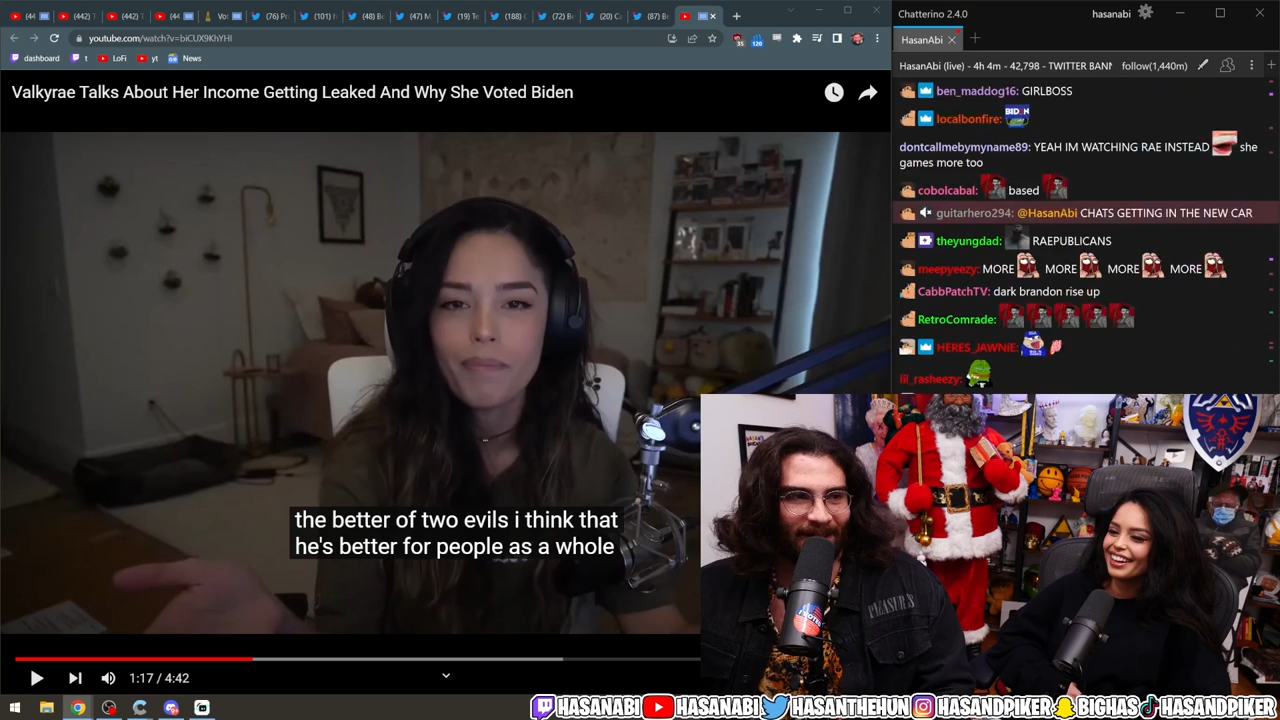 Chatterino 2.4.0
hasanabi
youtube.com/watch?v=biCUX9KhYHI
HasanAbi
dashboard
t
LoFi
yt
News
HasanAbi (live) - 4h 4m - 42,798 - TWITTER BANN
follow(1,440m)
Valkyrae Talks About Her Income Getting Leaked And Why She Voted Biden
ben_maddog16: GIRLBOSS
localbonfire:
dontcallmebymyname89: YEAH IM WATCHING RAE INSTEAD she
games more too
cobolcabal: based
guitarhero294: @HasanAbi CHATS GETTING IN THE NEW CAR
theyungdad: RAEPUBLICANS
meepyeezy: MORE MORE MORE MORE
CabbPatchTV: dark brandon rise up
RetroComrade:
HERES_JAWNiE:
lil_rasheezy:
the better of two evils i think that
he's better for people as a whole
PLEASURES
1:17 / 4:42
HASANABI HASANABI HASANTHEHUN HASANDPIKER BIGHAS HASANDPIKER